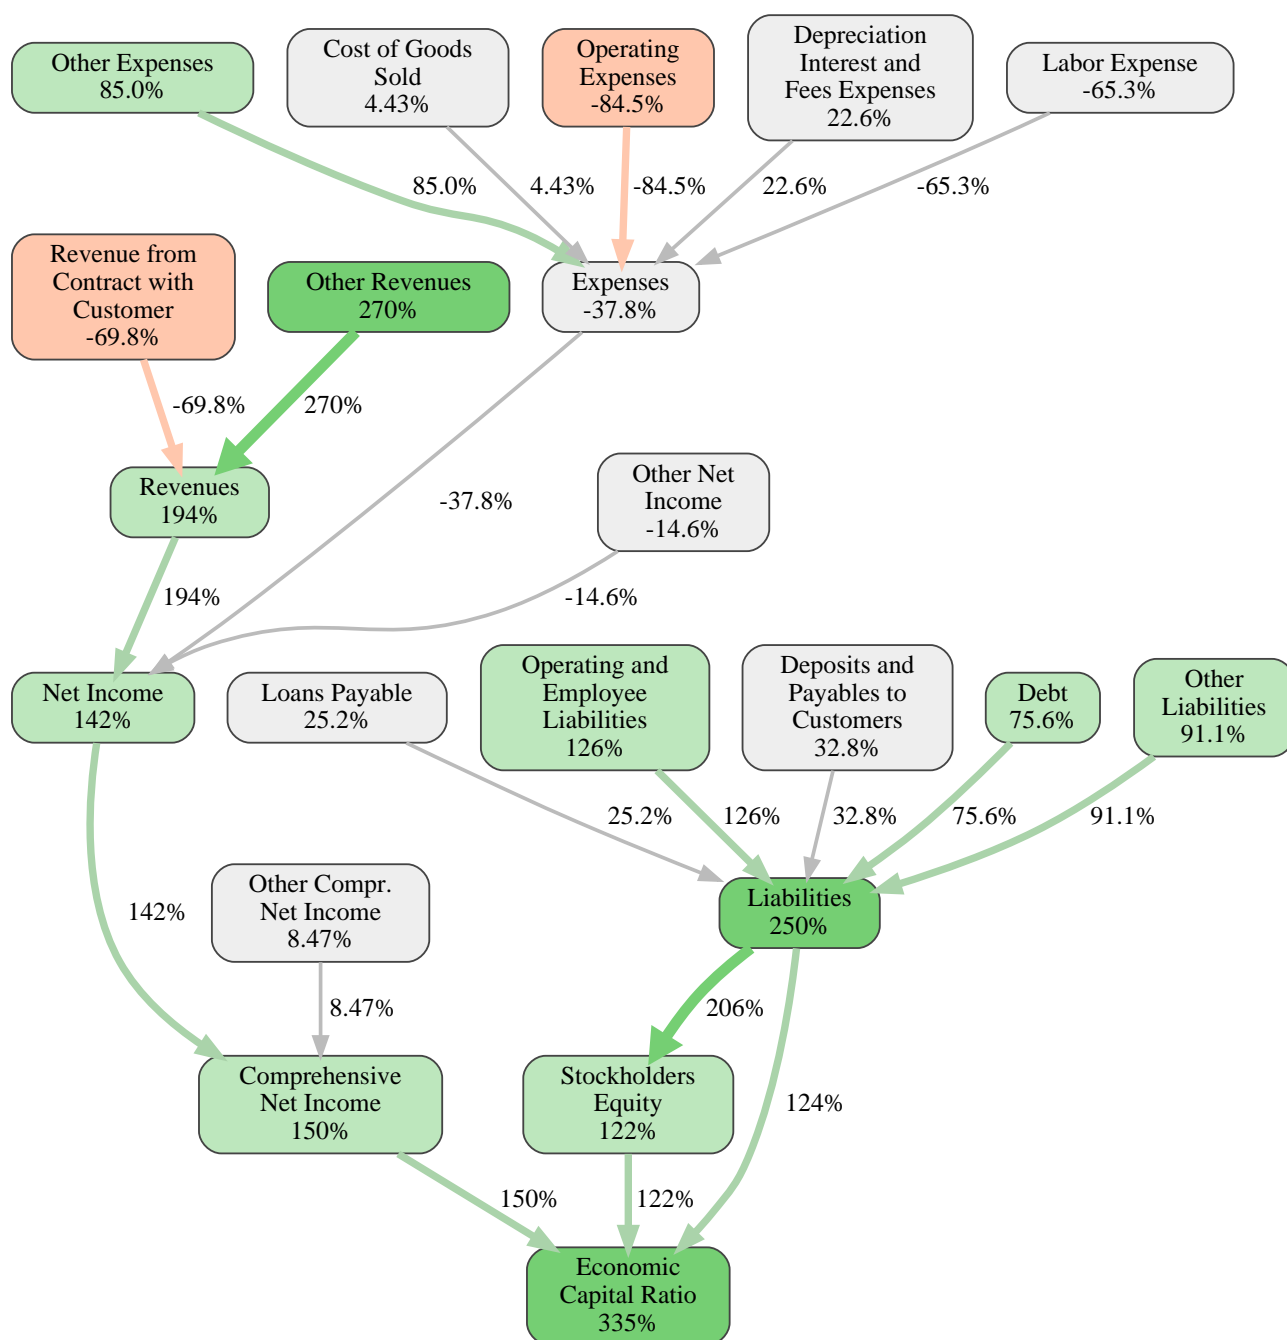 Other Expenses
85.0%
Cost of Goods
Sold
4.43%
Operating
Expenses
-84.5%
Depreciation
Interest and
Fees Expenses
22.6%
Labor Expense
-65.3%
85.0%
4.43%
-84.5%
22.6%
-65.3%
Revenue from
Contract with
Customer
-69.8%
Other Revenues
270%
Expenses
-37.8%
-69.8%
270%
Revenues
194%
-37.8%
Other Net
Income
-14.6%
194%
-14.6%
Net Income
142%
Loans Payable
25.2%
Operating and
Employee
Liabilities
126%
Deposits and
Payables to
Customers
32.8%
Debt
75.6%
Other
Liabilities
91.1%
25.2%
126%
32.8%
75.6%
91.1%
142%
Other Compr.
Net Income
8.47%
Liabilities
250%
8.47%
206%
Comprehensive
Net Income
150%
Stockholders
Equity
122%
124%
150%
122%
Economic
Capital Ratio
335%